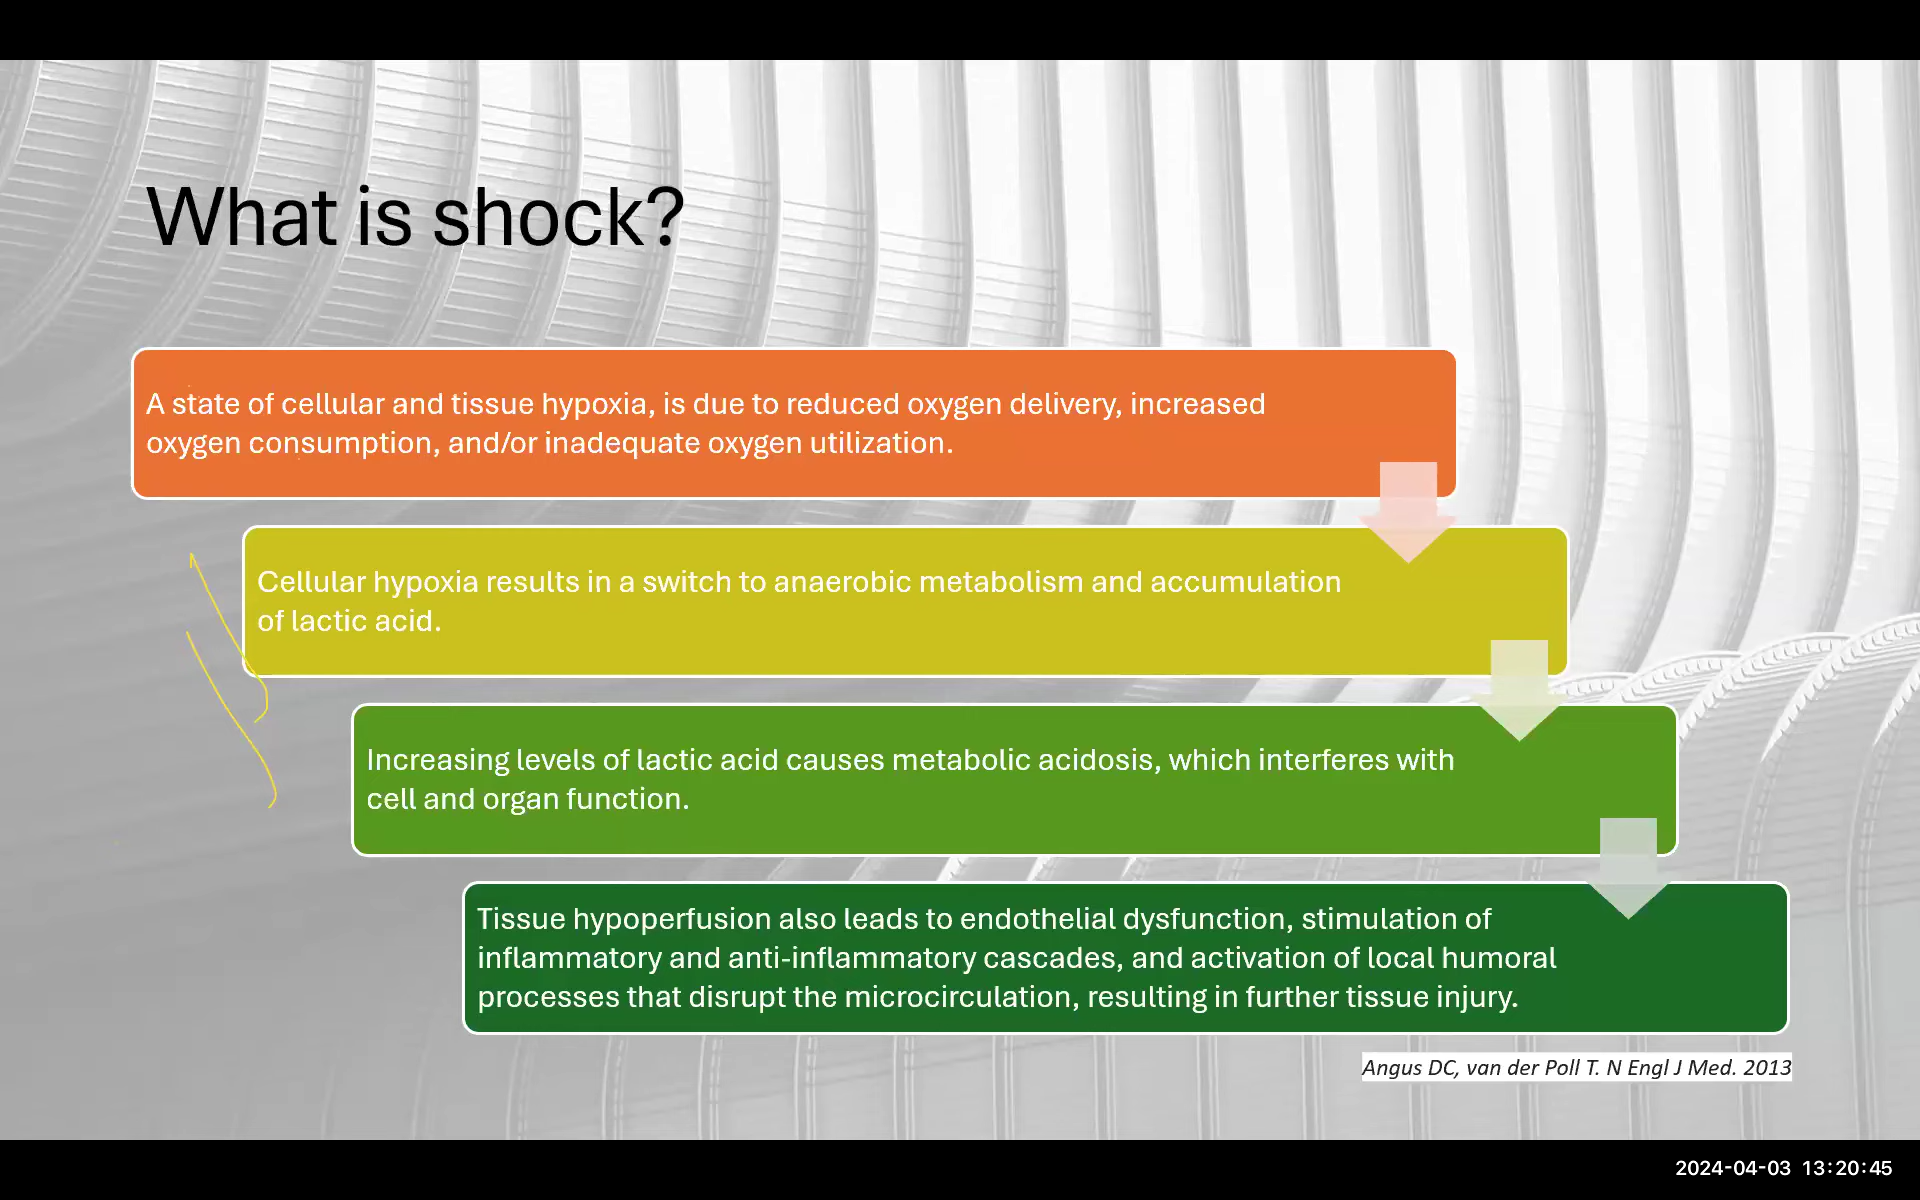 What is shock?
A state of cellular and tissue hypoxia, is due to reduced oxygen delivery, increased
oxygen consumption, and/or inadequate oxygen utilization.
Cellular hypoxia results in a switch to anaerobic metabolism and accumulation
of lactic acid.
Increasing levels of lactic acid causes metabolic acidosis, which interferes with
cell and organ function.
Tissue hypoperfusion also leads to endothelial dysfunction, stimulation of
inflammatory and anti-inflammatory cascades, and activation of local humoral
processes that disrupt the microcirculation, resulting in further tissue injury.
Angus DC, van der Poll T. N Engl J Med. 2013
2024-04-03 13:20:45